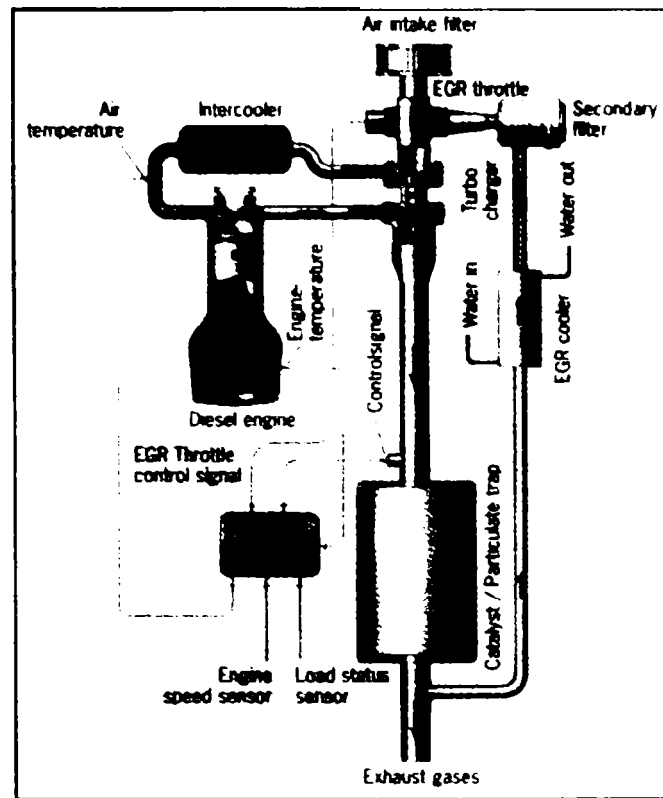 Air intake filter
EGR throttle
Secondary
filter
Intercooler
Air
temperature
Turbo
charger
Water out
Water in
EGR cooler
Engine-
temperature
Controlsignal
Diesel engine
EGR Throttle
control signal
Catalyst / Particulate trap
Engine
speed sensor
Load status
sensor
Exhaust gases